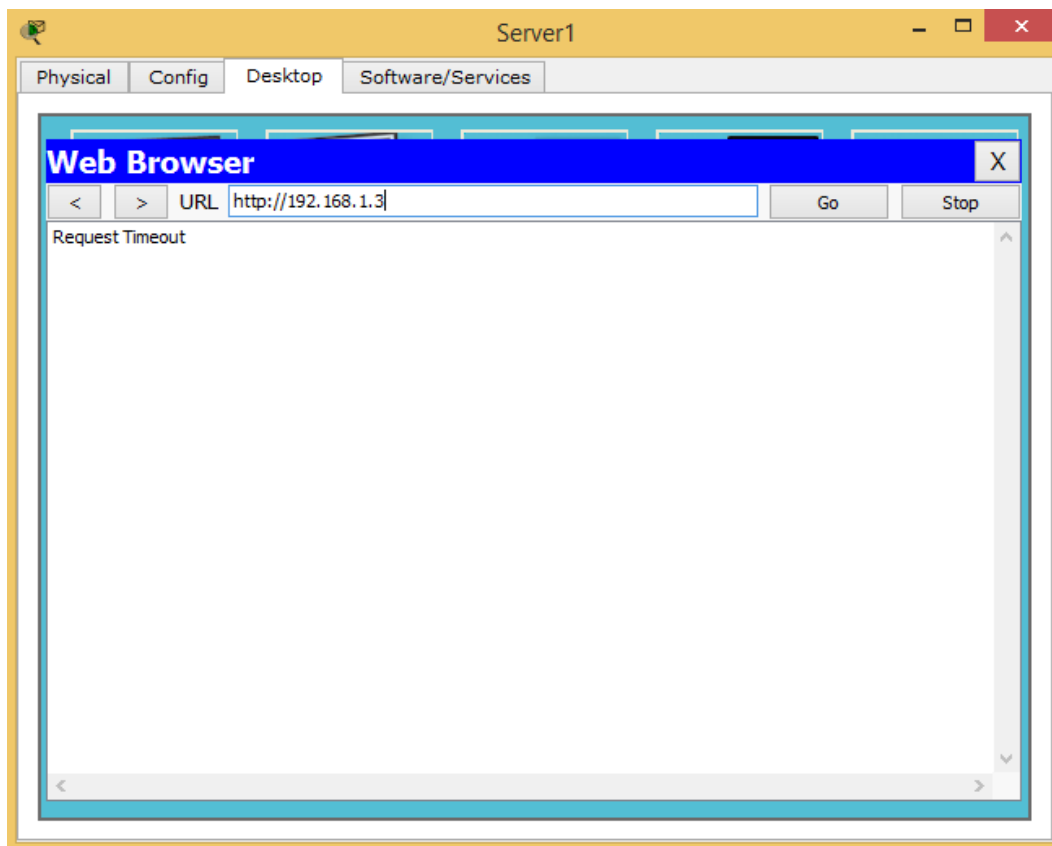 Server1
Physical Config Desktop Software/Services
Web Browser X
< > URL http://192.168.1.3 Go Stop
Request Timeout